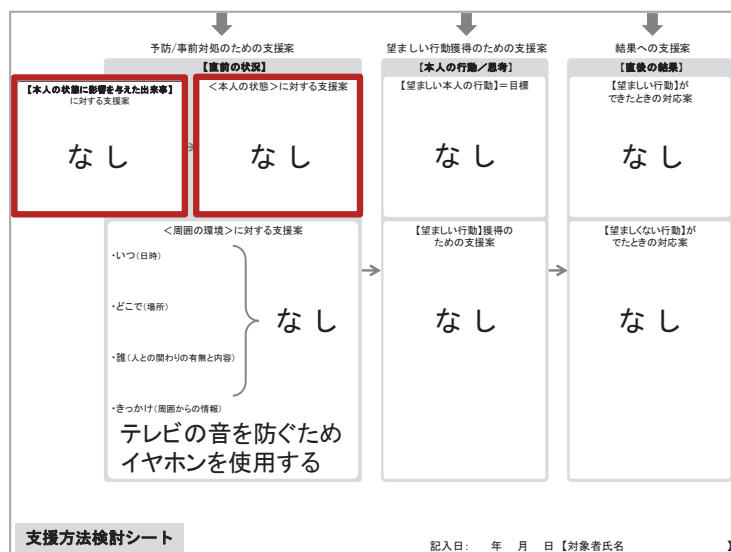 予防/事前対処のための支援案
望ましい行動獲得のための支援案
結果への支援案
【直前の状況】
【本人の行動／思考】
【直後の結果】
【本人の状態に影響を与えた出来事】
に対する支援案
なし
＜本人の状態＞に対する支援案
なし
【望ましい本人の行動】＝目標
なし
【望ましい行動】が
できたときの対応案
なし
＜周囲の環境＞に対する支援案
・いつ（日時）
・どこで（場所）
・誰（人との関わりの有無と内容）
なし
・きっかけ（周囲からの情報）
テレビの音を防ぐため
イヤホンを使用する
【望ましい行動】獲得の
ための支援案
なし
【望ましくない行動】が
でたときの対応案
なし
支援方法検討シート
記入日：　年　月　日【対象者氏名　　　　　】